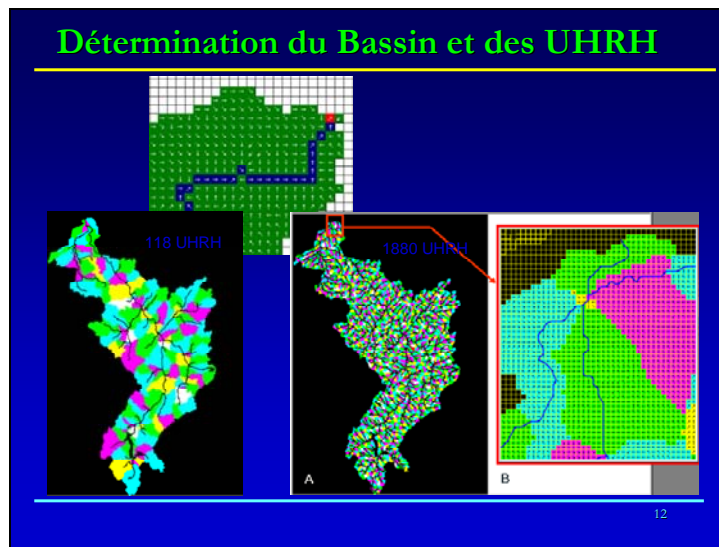 Détermination du Bassin et des UHRH
118 UHRH
1880 UHRH
A
B
12